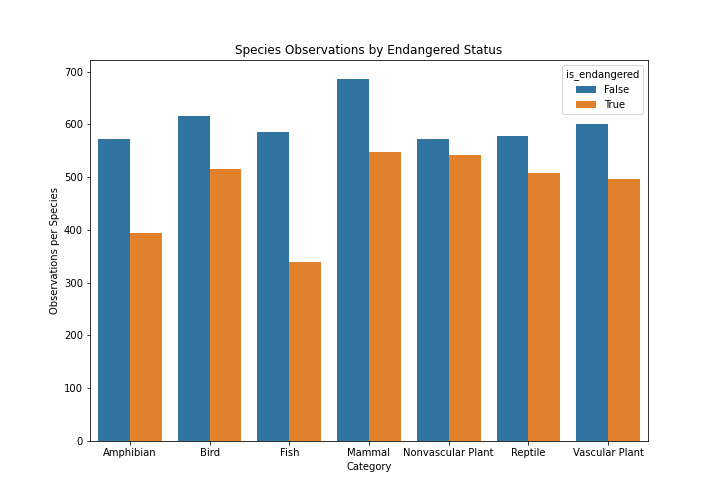 Species Observations by Endangered Status
is_endangered
False
True
Observations per Species
700
600
500
400
300
200
100
0
Amphibian Bird Fish Mammal Nonvascular Plant Reptile Vascular Plant
Category